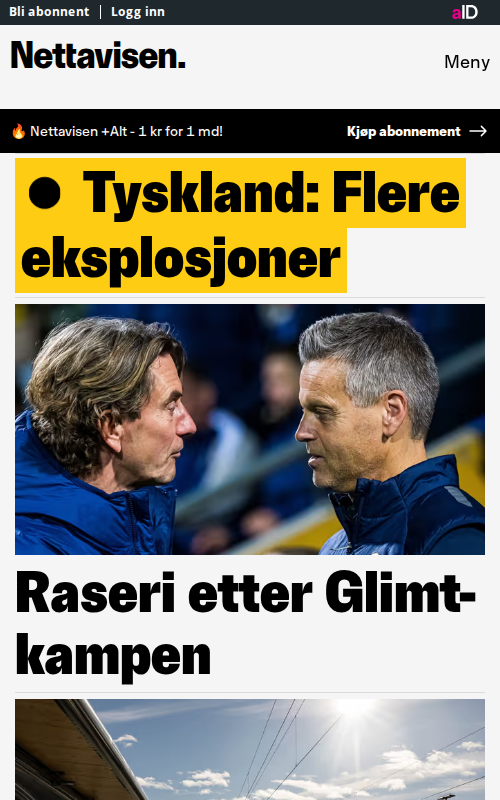 Bli abonnent | Logg inn aID
Nettavisen.
Meny
🔥 Nettavisen +Alt - 1 kr for 1 md! Kjøp abonnement →
● Tyskland: Flere
eksplosjoner
Raseri etter Glimt-
kampen